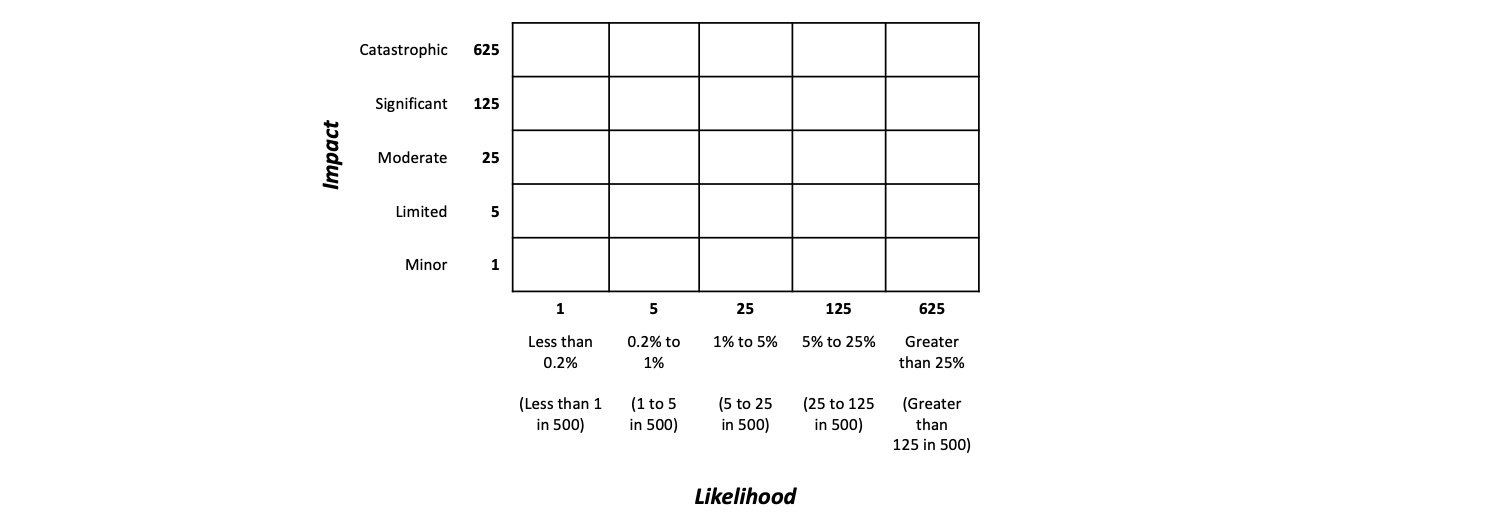 Catastrophic 625
Significant 125
Impact
Moderate 25
Limited 5
Minor 1
1 5 25 125 625
Less than 0.2% to 1% to 5% 5% to 25% Greater
0.2% 1% than 25%
(Less than 1 (1 to 5 (5 to 25 (25 to 125 (Greater
in 500) in 500) in 500) in 500) than
125 in 500)
Likelihood